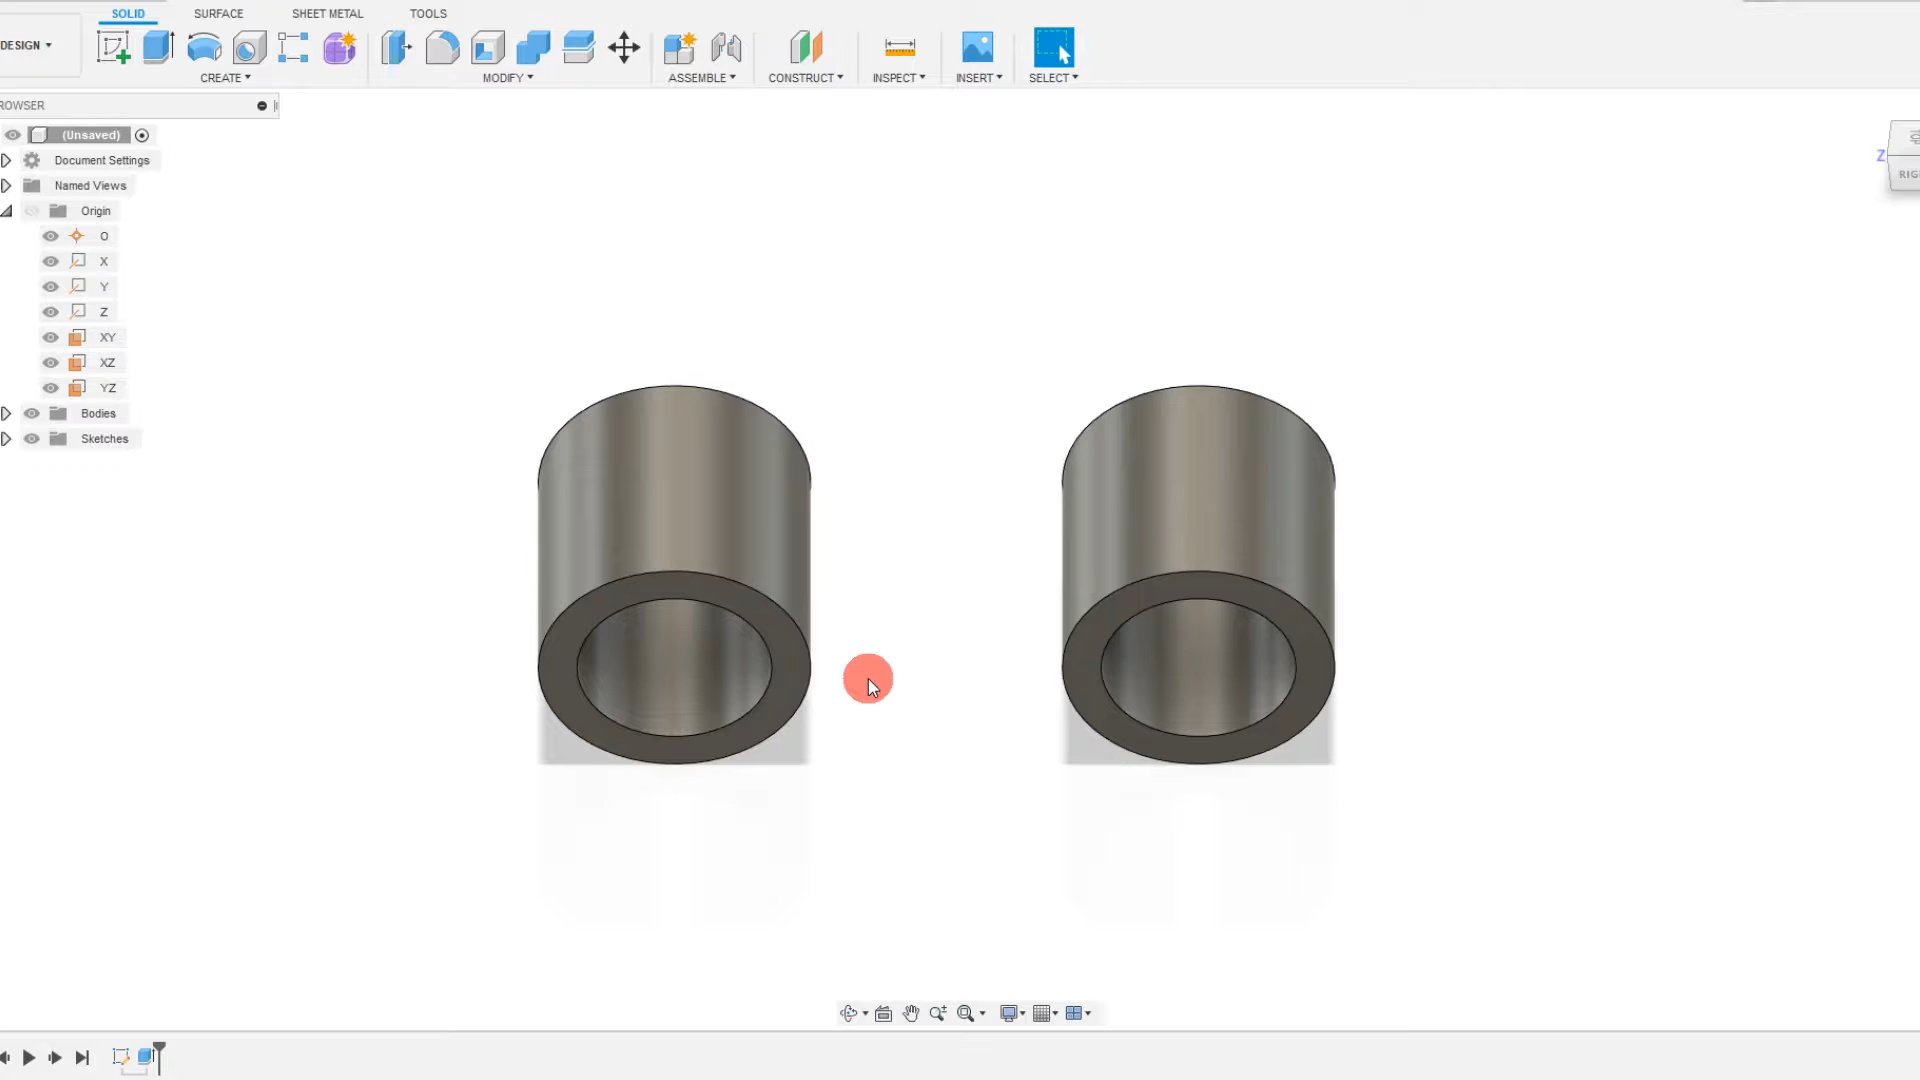 SOLID SURFACE SHEET METAL TOOLS
DESIGN
CREATE MODIFY ASSEMBLE CONSTRUCT INSPECT INSERT SELECT
ROWSER
(Unsaved)
Document Settings
Named Views
Origin
O
X
Y
Z
XY
XZ
YZ
Bodies
Sketches
Z
RIG